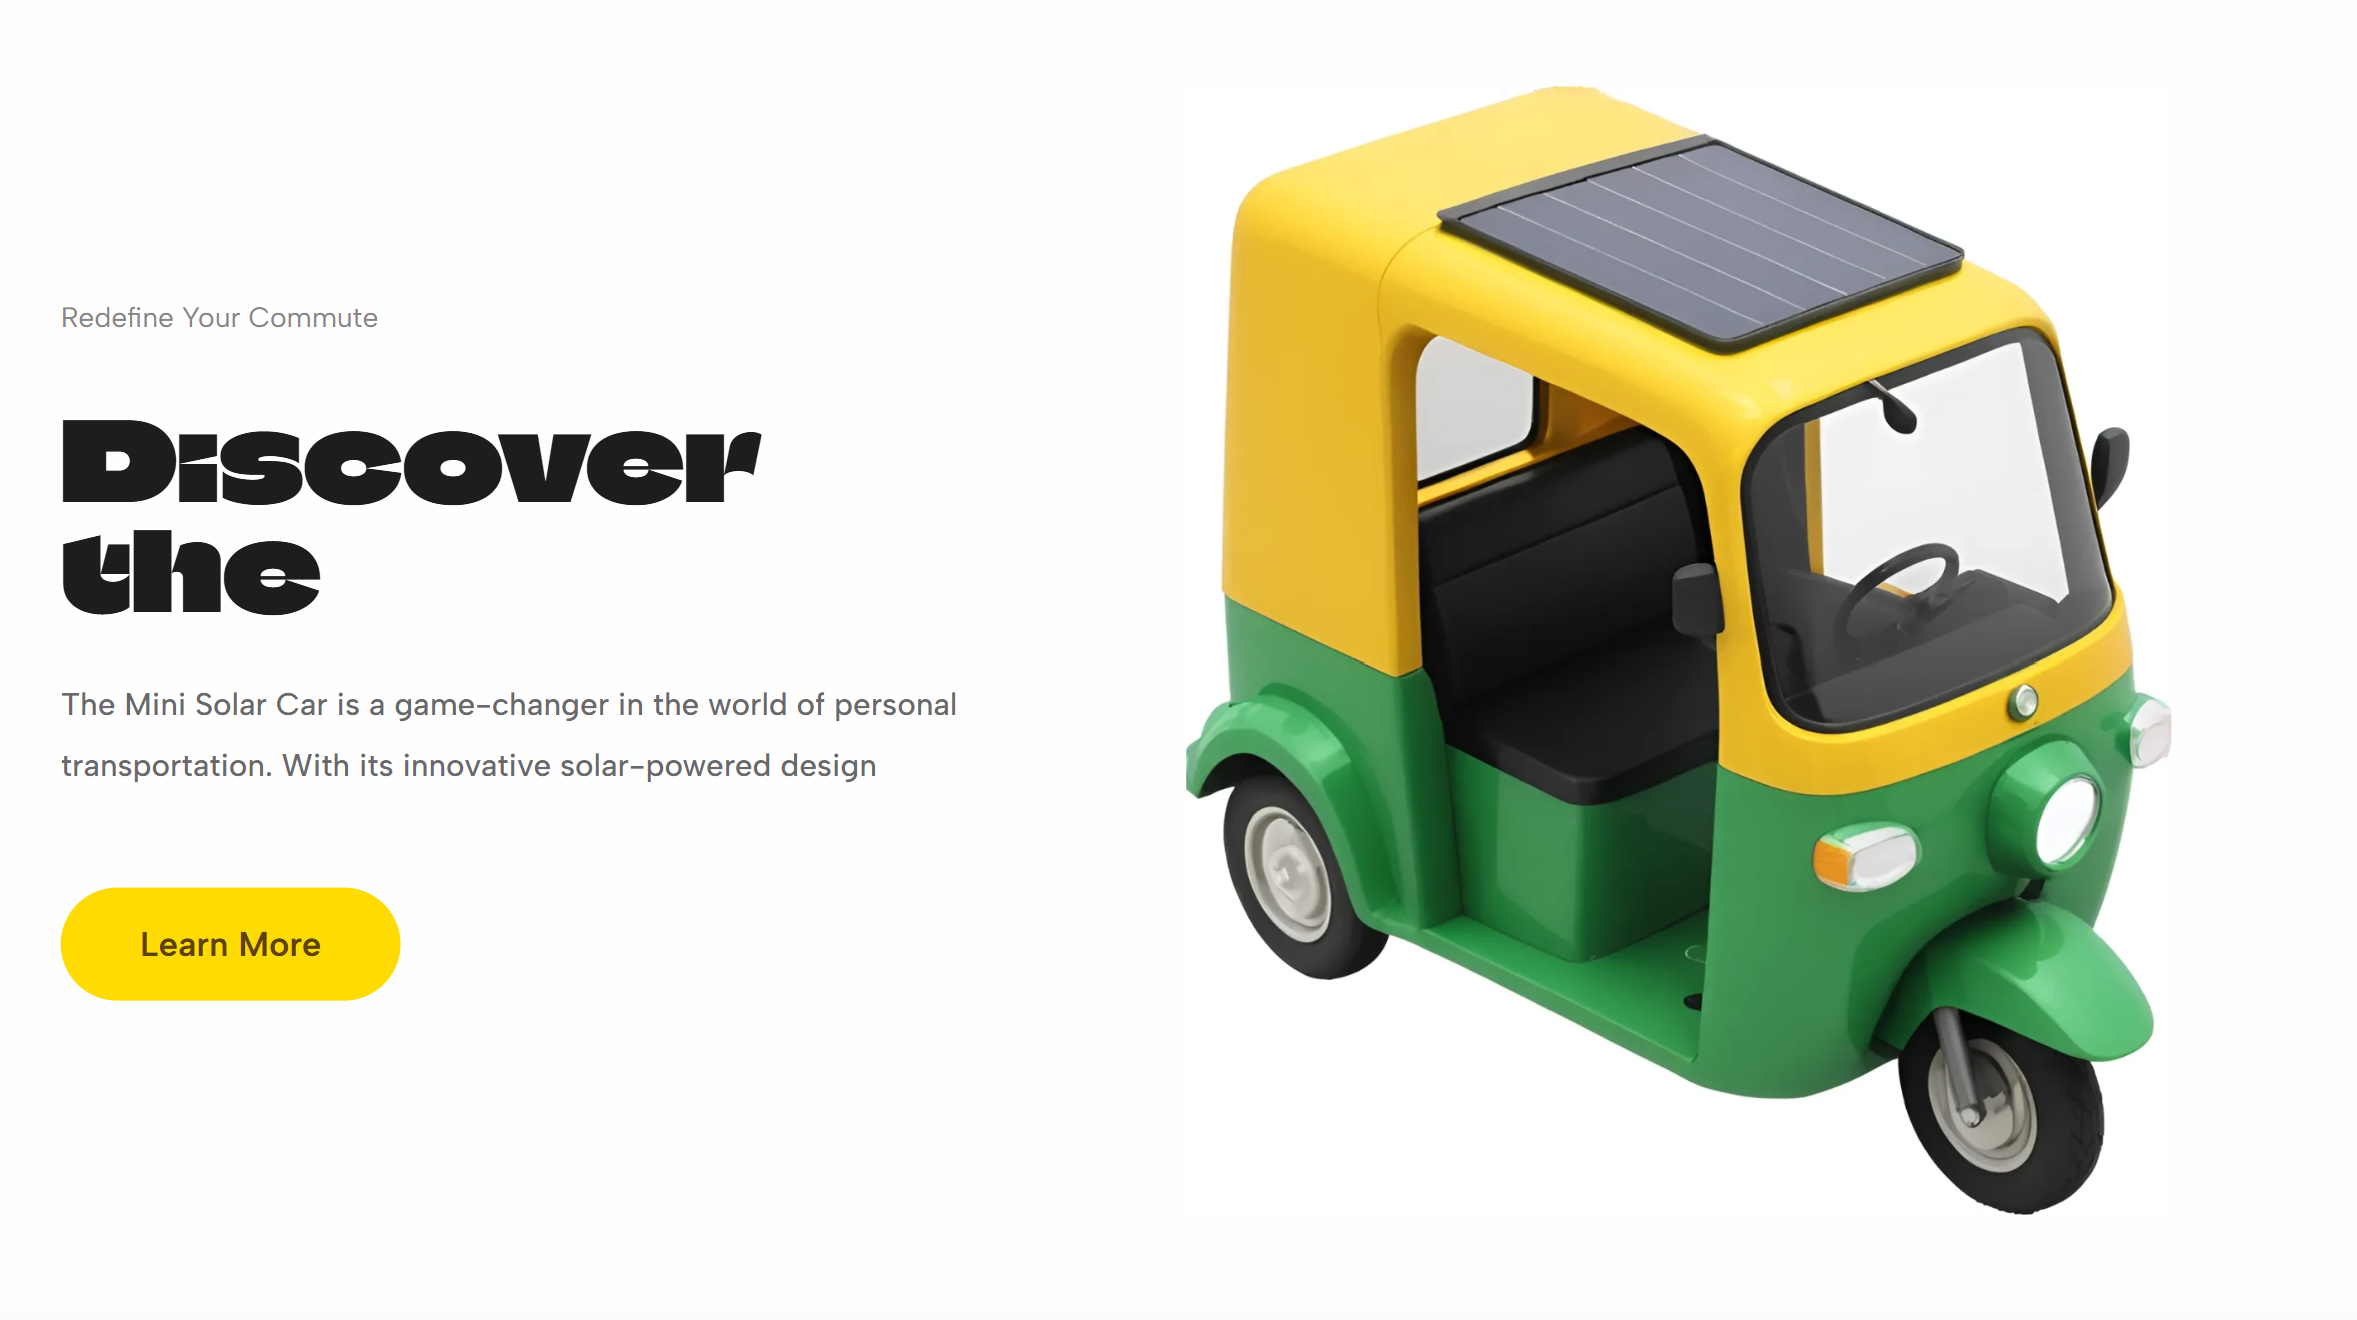 Redefine Your Commute
Discover
the
The Mini Solar Car is a game-changer in the world of personal
transportation. With its innovative solar-powered design
Learn More